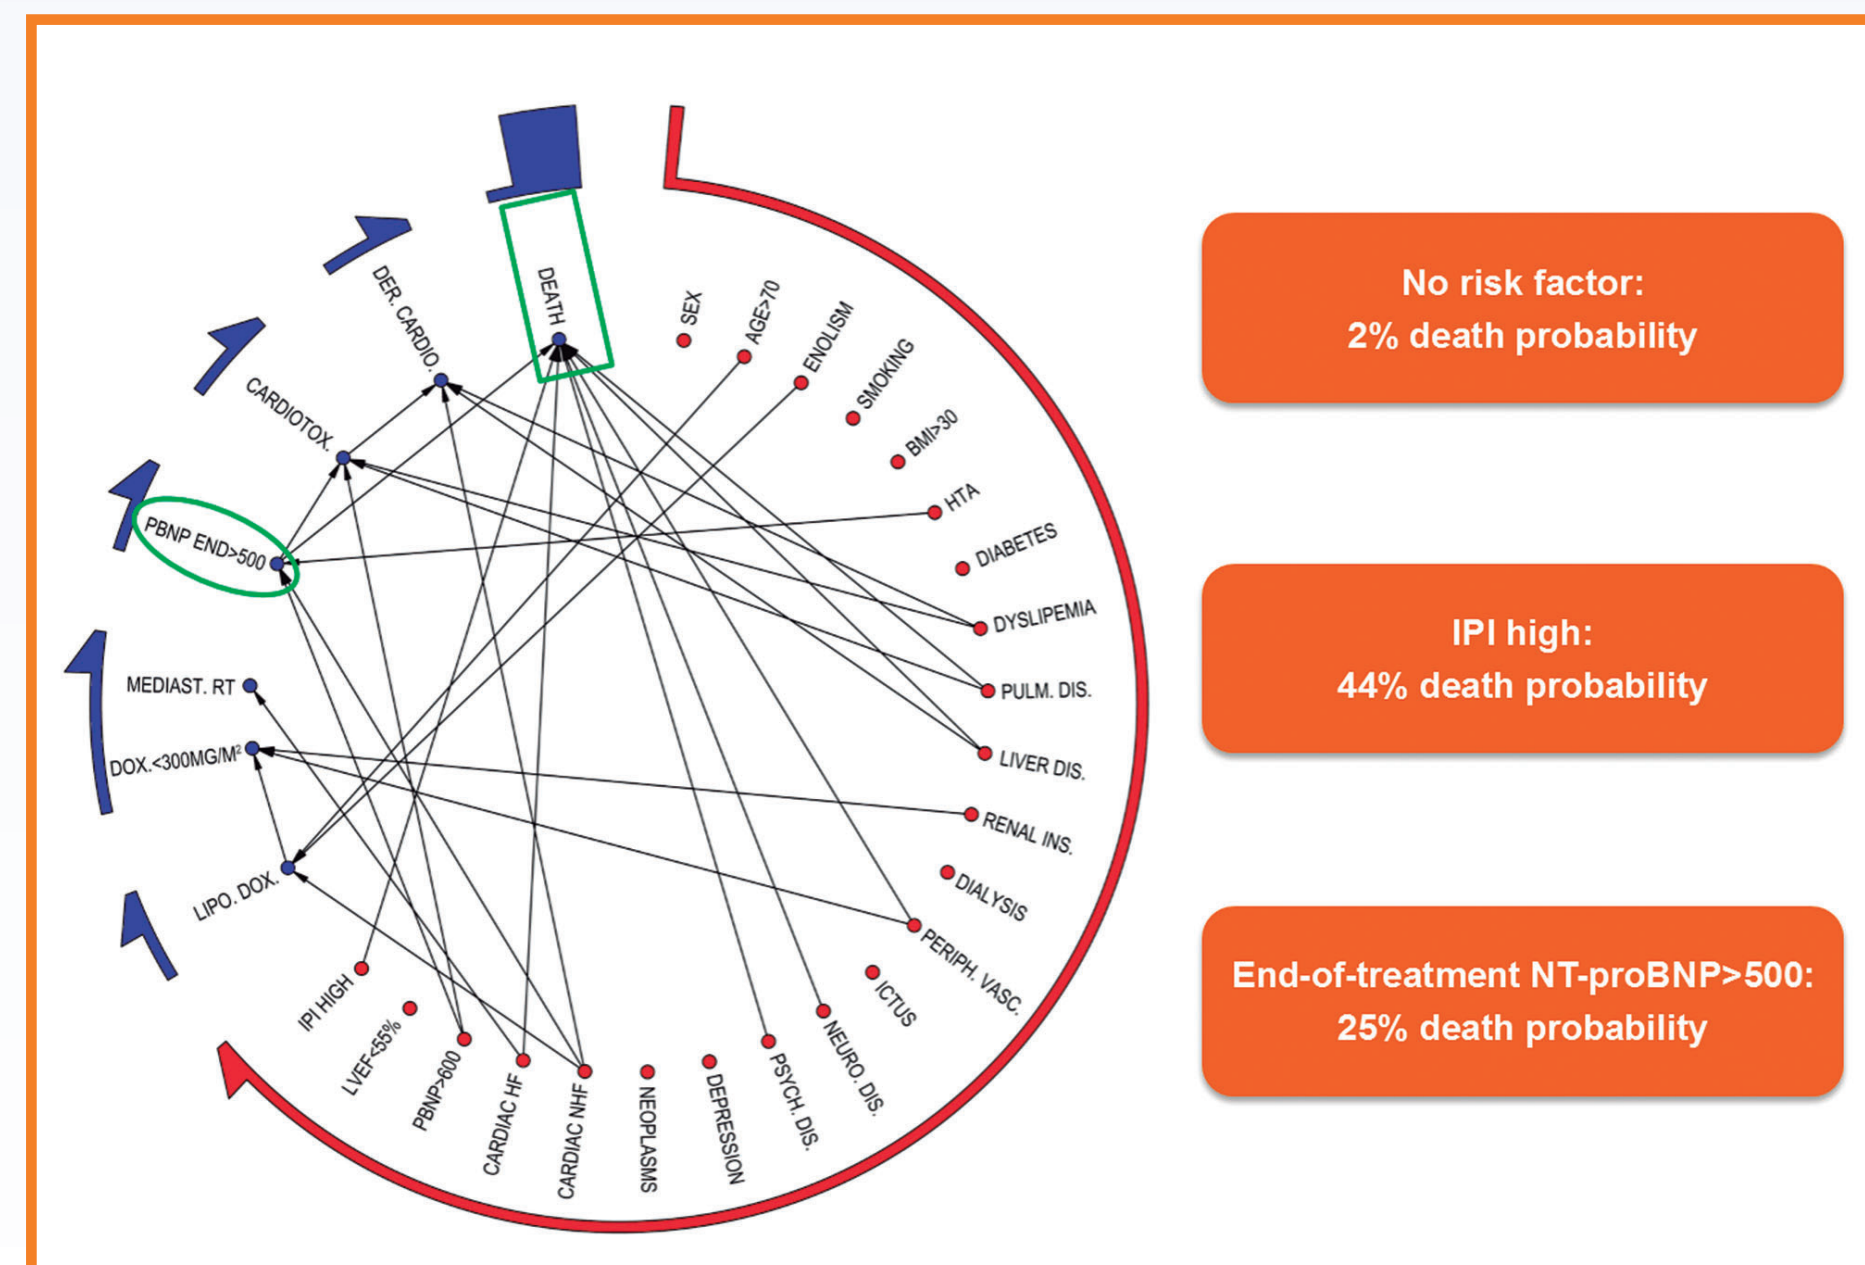 DEATH
SEX
AGE>70
ENOLISM
SMOKING
BMI>30
HTA
DIABETES
DYSLIPEMIA
PULM. DIS.
LIVER DIS.
RENAL INS.
DIALYSIS
PERIPH. VASC.
ICTUS
NEURO. DIS.
PSYCH. DIS.
DEPRESSION
NEOPLASMS
CARDIAC NHF
CARDIAC HF
PBNP>600
LVEF<55%
IPI HIGH
LIPO. DOX.
DOX.<300MG/M²
MEDIAST. RT
PBNP END>500
CARDIOTOX.
DER. CARDIO.
No risk factor:
2% death probability
IPI high:
44% death probability
End-of-treatment NT-proBNP>500:
25% death probability